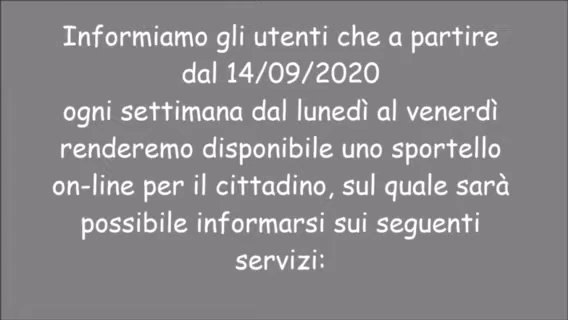 Informiamo gli utenti che a partire
dal 14/09/2020
ogni settimana dal lunedì al venerdì
renderemo disponibile uno sportello
on-line per il cittadino, sul quale sarà
possibile informarsi sui seguenti
servizi: